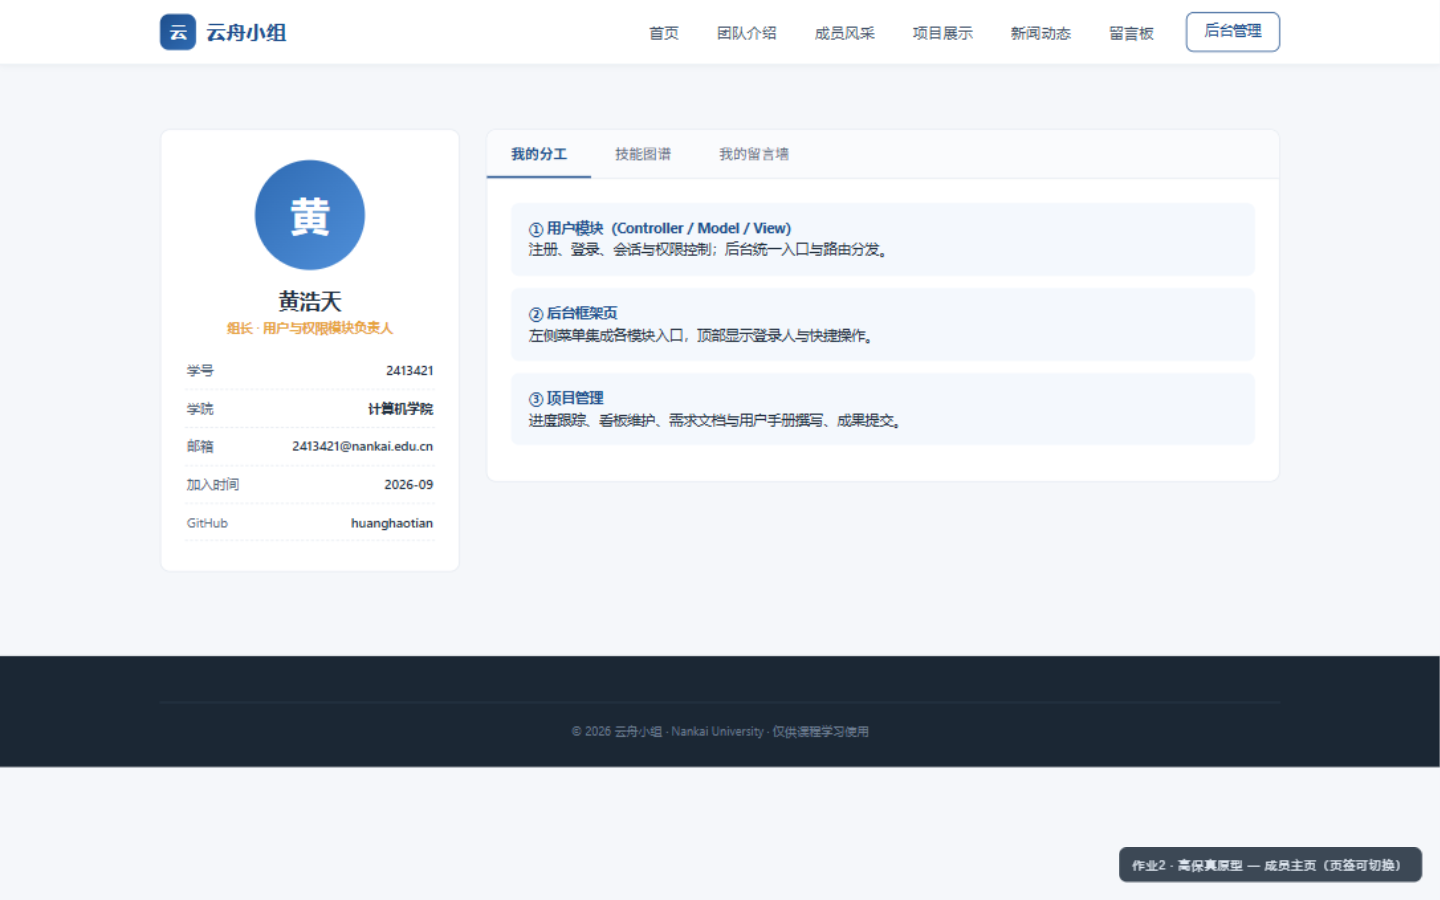 云 云舟小组 首页 团队介绍 成员风采 项目展示 新闻动态 留言板 后台管理
黄
黄浩天
组长 · 用户与权限模块负责人
学号 2413421
学院 计算机学院
邮箱 2413421@nankai.edu.cn
加入时间 2026-09
GitHub huanghaotian
我的分工 技能图谱 我的留言墙
① 用户模块（Controller / Model / View）
注册、登录、会话与权限控制；后台统一入口与路由分发。
② 后台框架页
左侧菜单集成各模块入口，顶部显示登录人与快捷操作。
③ 项目管理
进度跟踪、看板维护、需求文档与用户手册撰写、成果提交。
© 2026 云舟小组 · Nankai University · 仅供课程学习使用
作业2 · 高保真原型 — 成员主页（页签可切换）